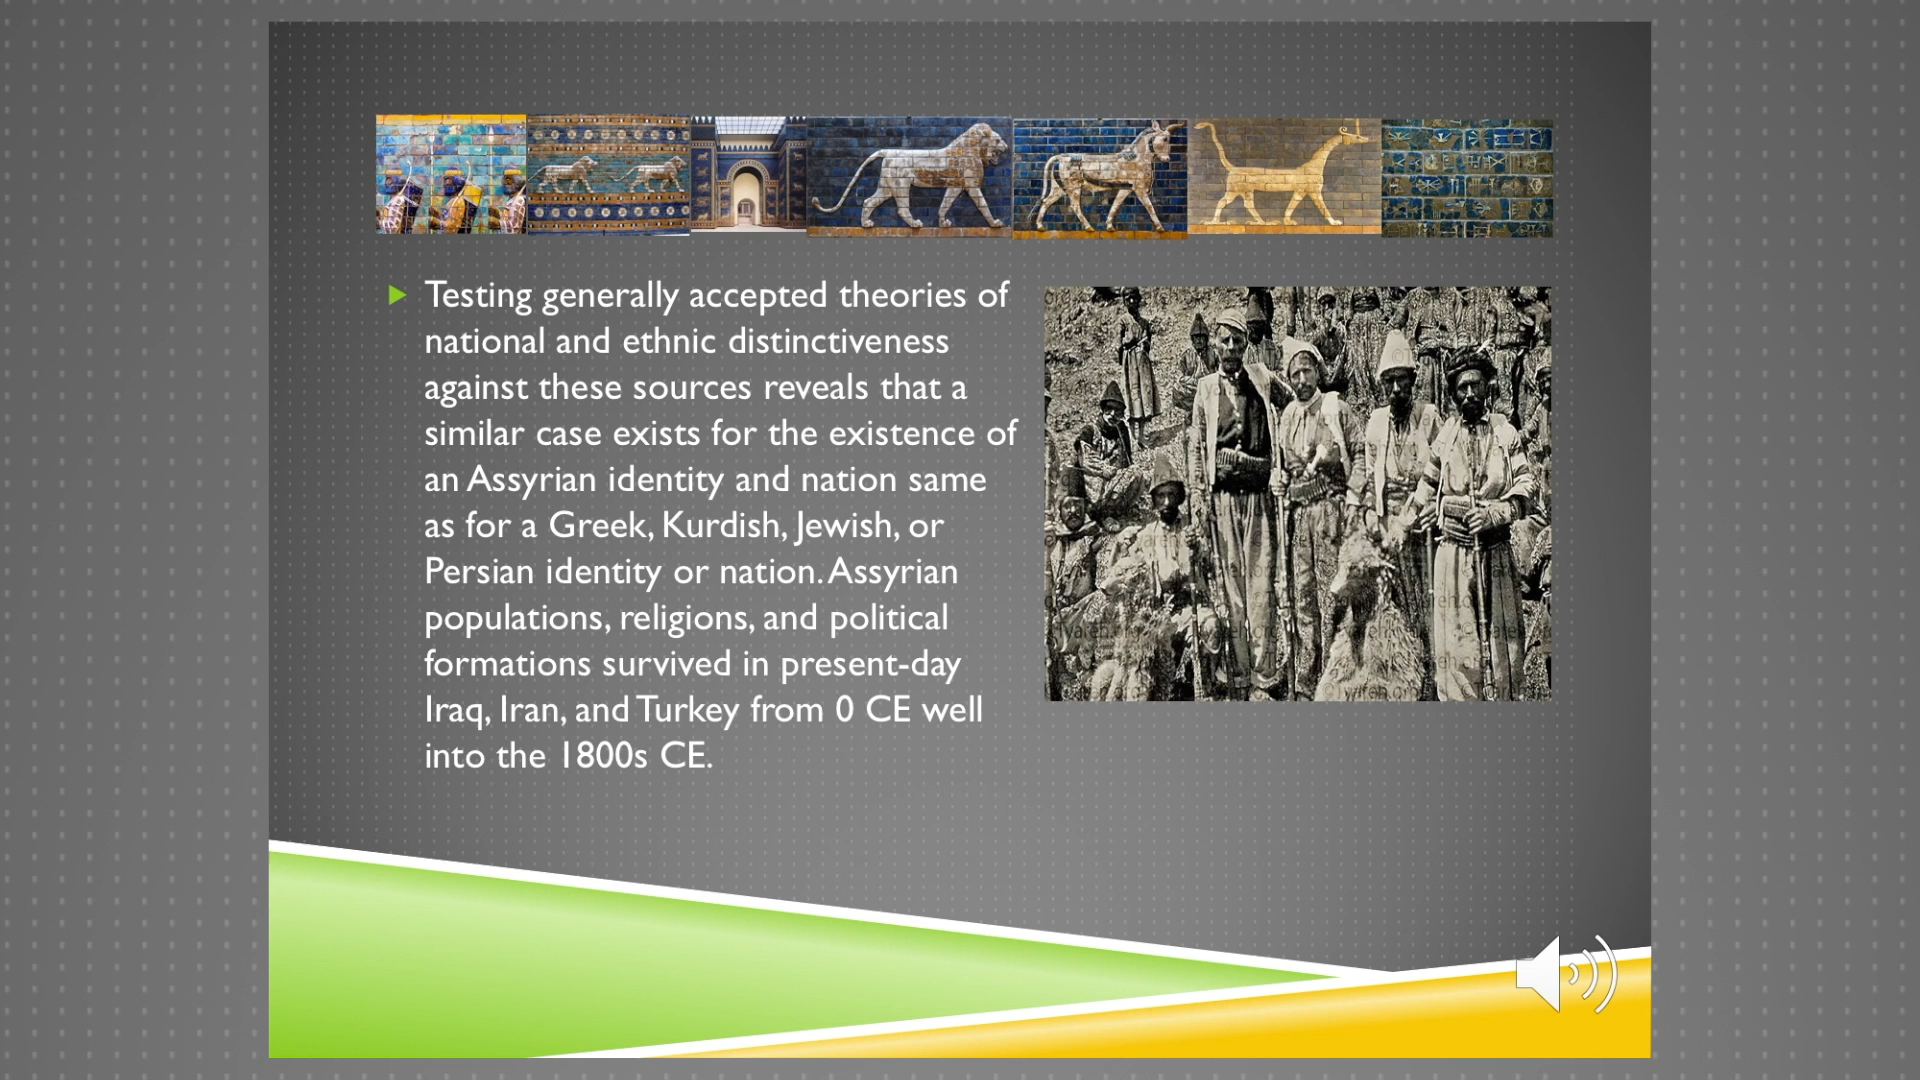 Testing generally accepted theories of
national and ethnic distinctiveness
against these sources reveals that a
similar case exists for the existence of
an Assyrian identity and nation same
as for a Greek, Kurdish, Jewish, or
Persian identity or nation. Assyrian
populations, religions, and political
formations survived in present-day
Iraq, Iran, and Turkey from 0 CE well
into the 1800s CE.